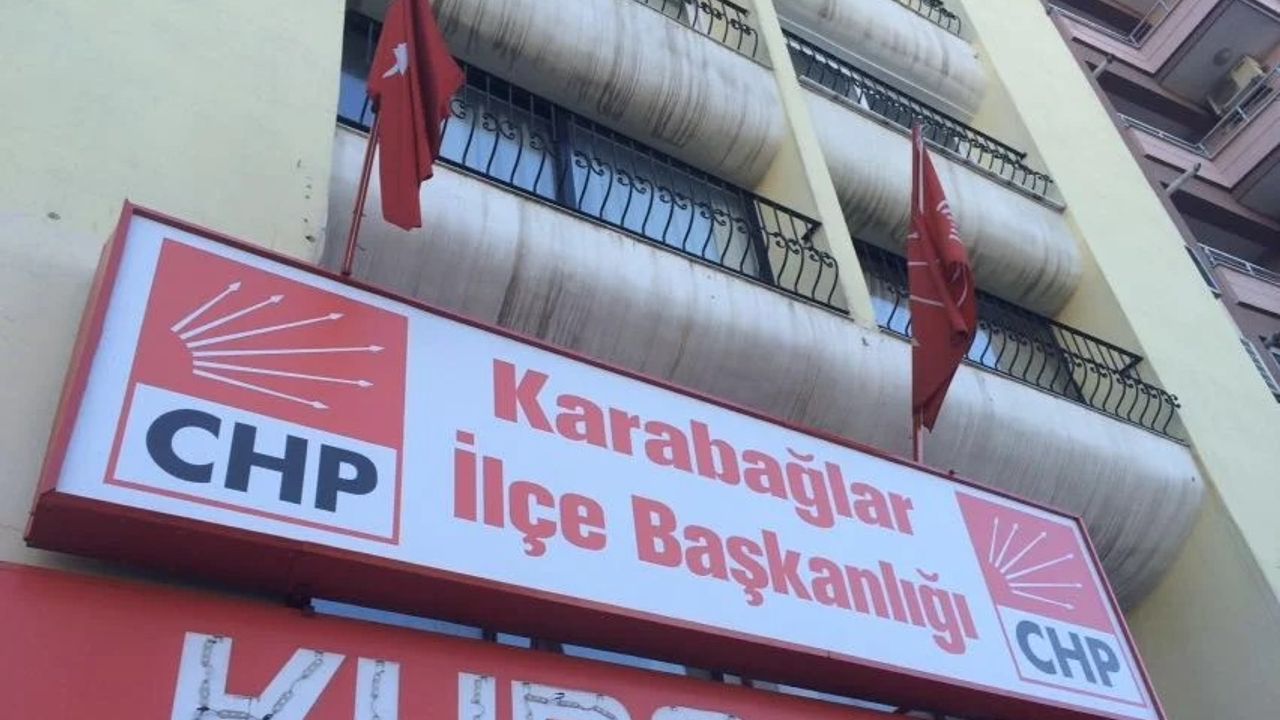 CHP
Karabağlar
İlçe Başkanlığı
CHP